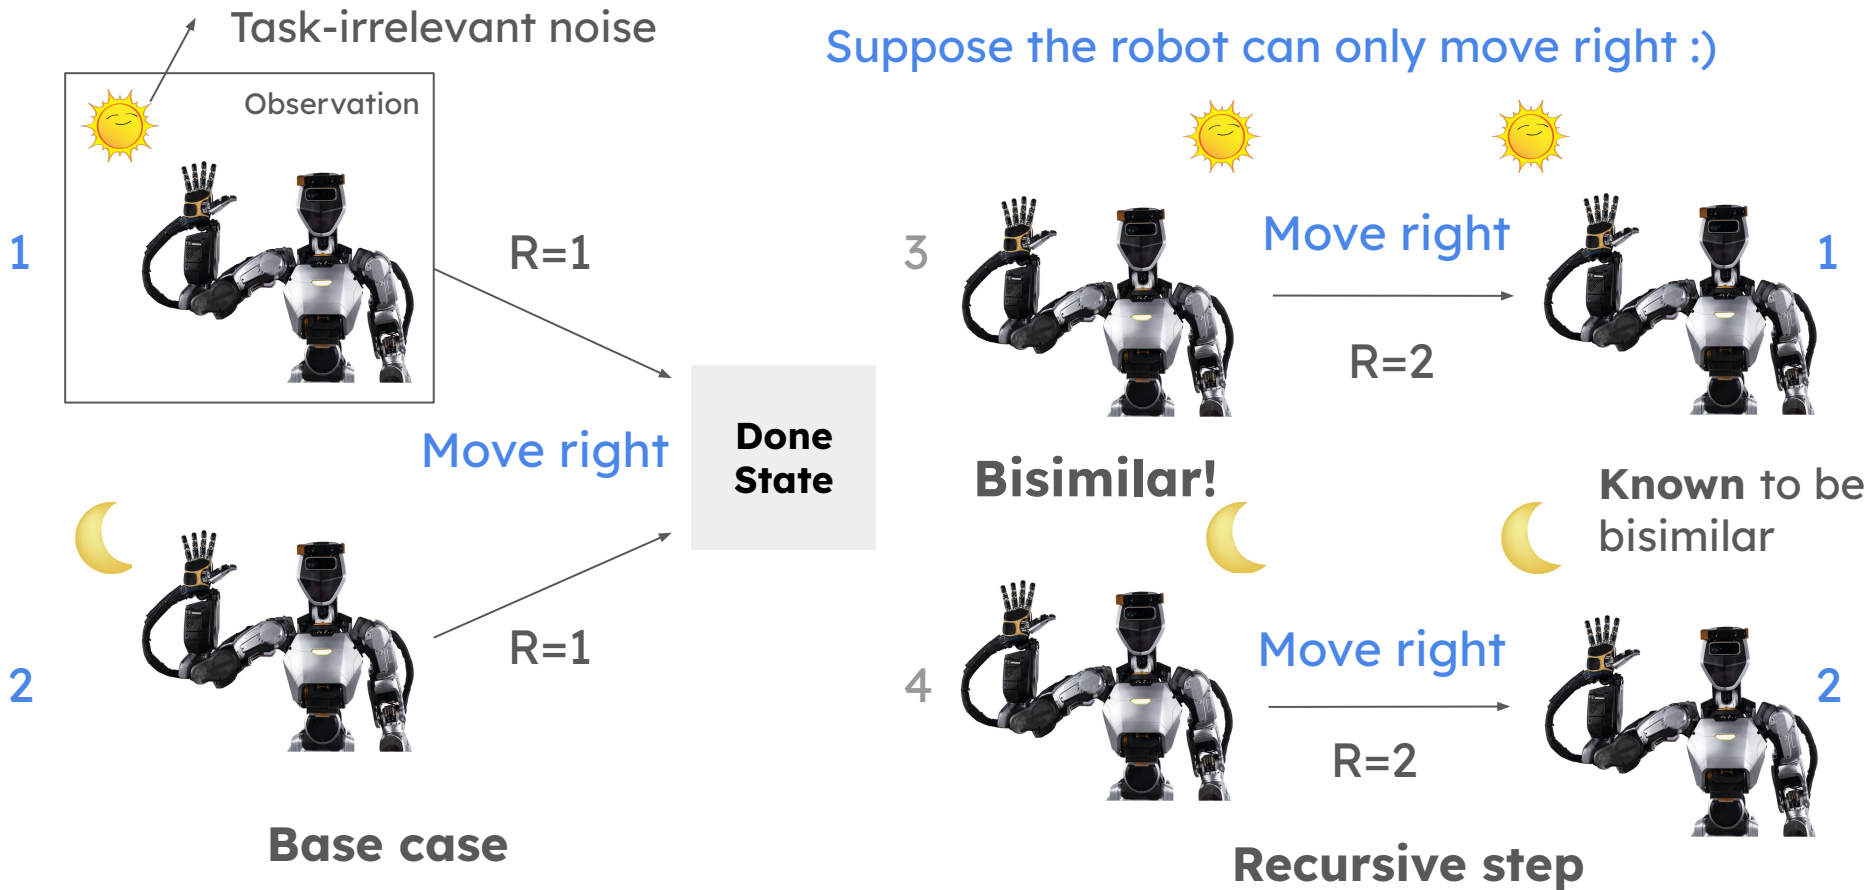 Task-irrelevant noise
Observation
1
R=1
Move right
Done
State
2
R=1
Base case
Suppose the robot can only move right :)
3
Move right
R=2
1
Bisimilar!
Known to be
bisimilar
4
Move right
R=2
2
Recursive step